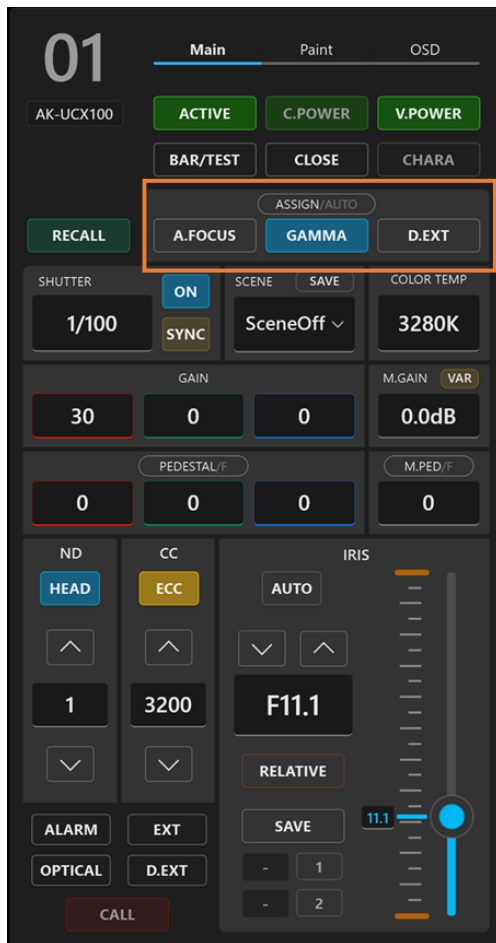 01
Main Paint OSD
AK-UCX100 ACTIVE C.POWER V.POWER
BAR/TEST CLOSE CHARA
ASSIGN/AUTO
RECALL A.FOCUS GAMMA D.EXT
SHUTTER ON SCENE SAVE COLOR TEMP
1/100 SYNC SceneOff 3280K
GAIN M.GAIN VAR
30 0 0 0.0dB
PEDESTAL/F M.PED/F
0 0 0 0
ND CC IRIS
HEAD ECC AUTO
1 3200 F11.1
RELATIVE
ALARM EXT SAVE 11.1
OPTICAL D.EXT - 1
CALL - 2